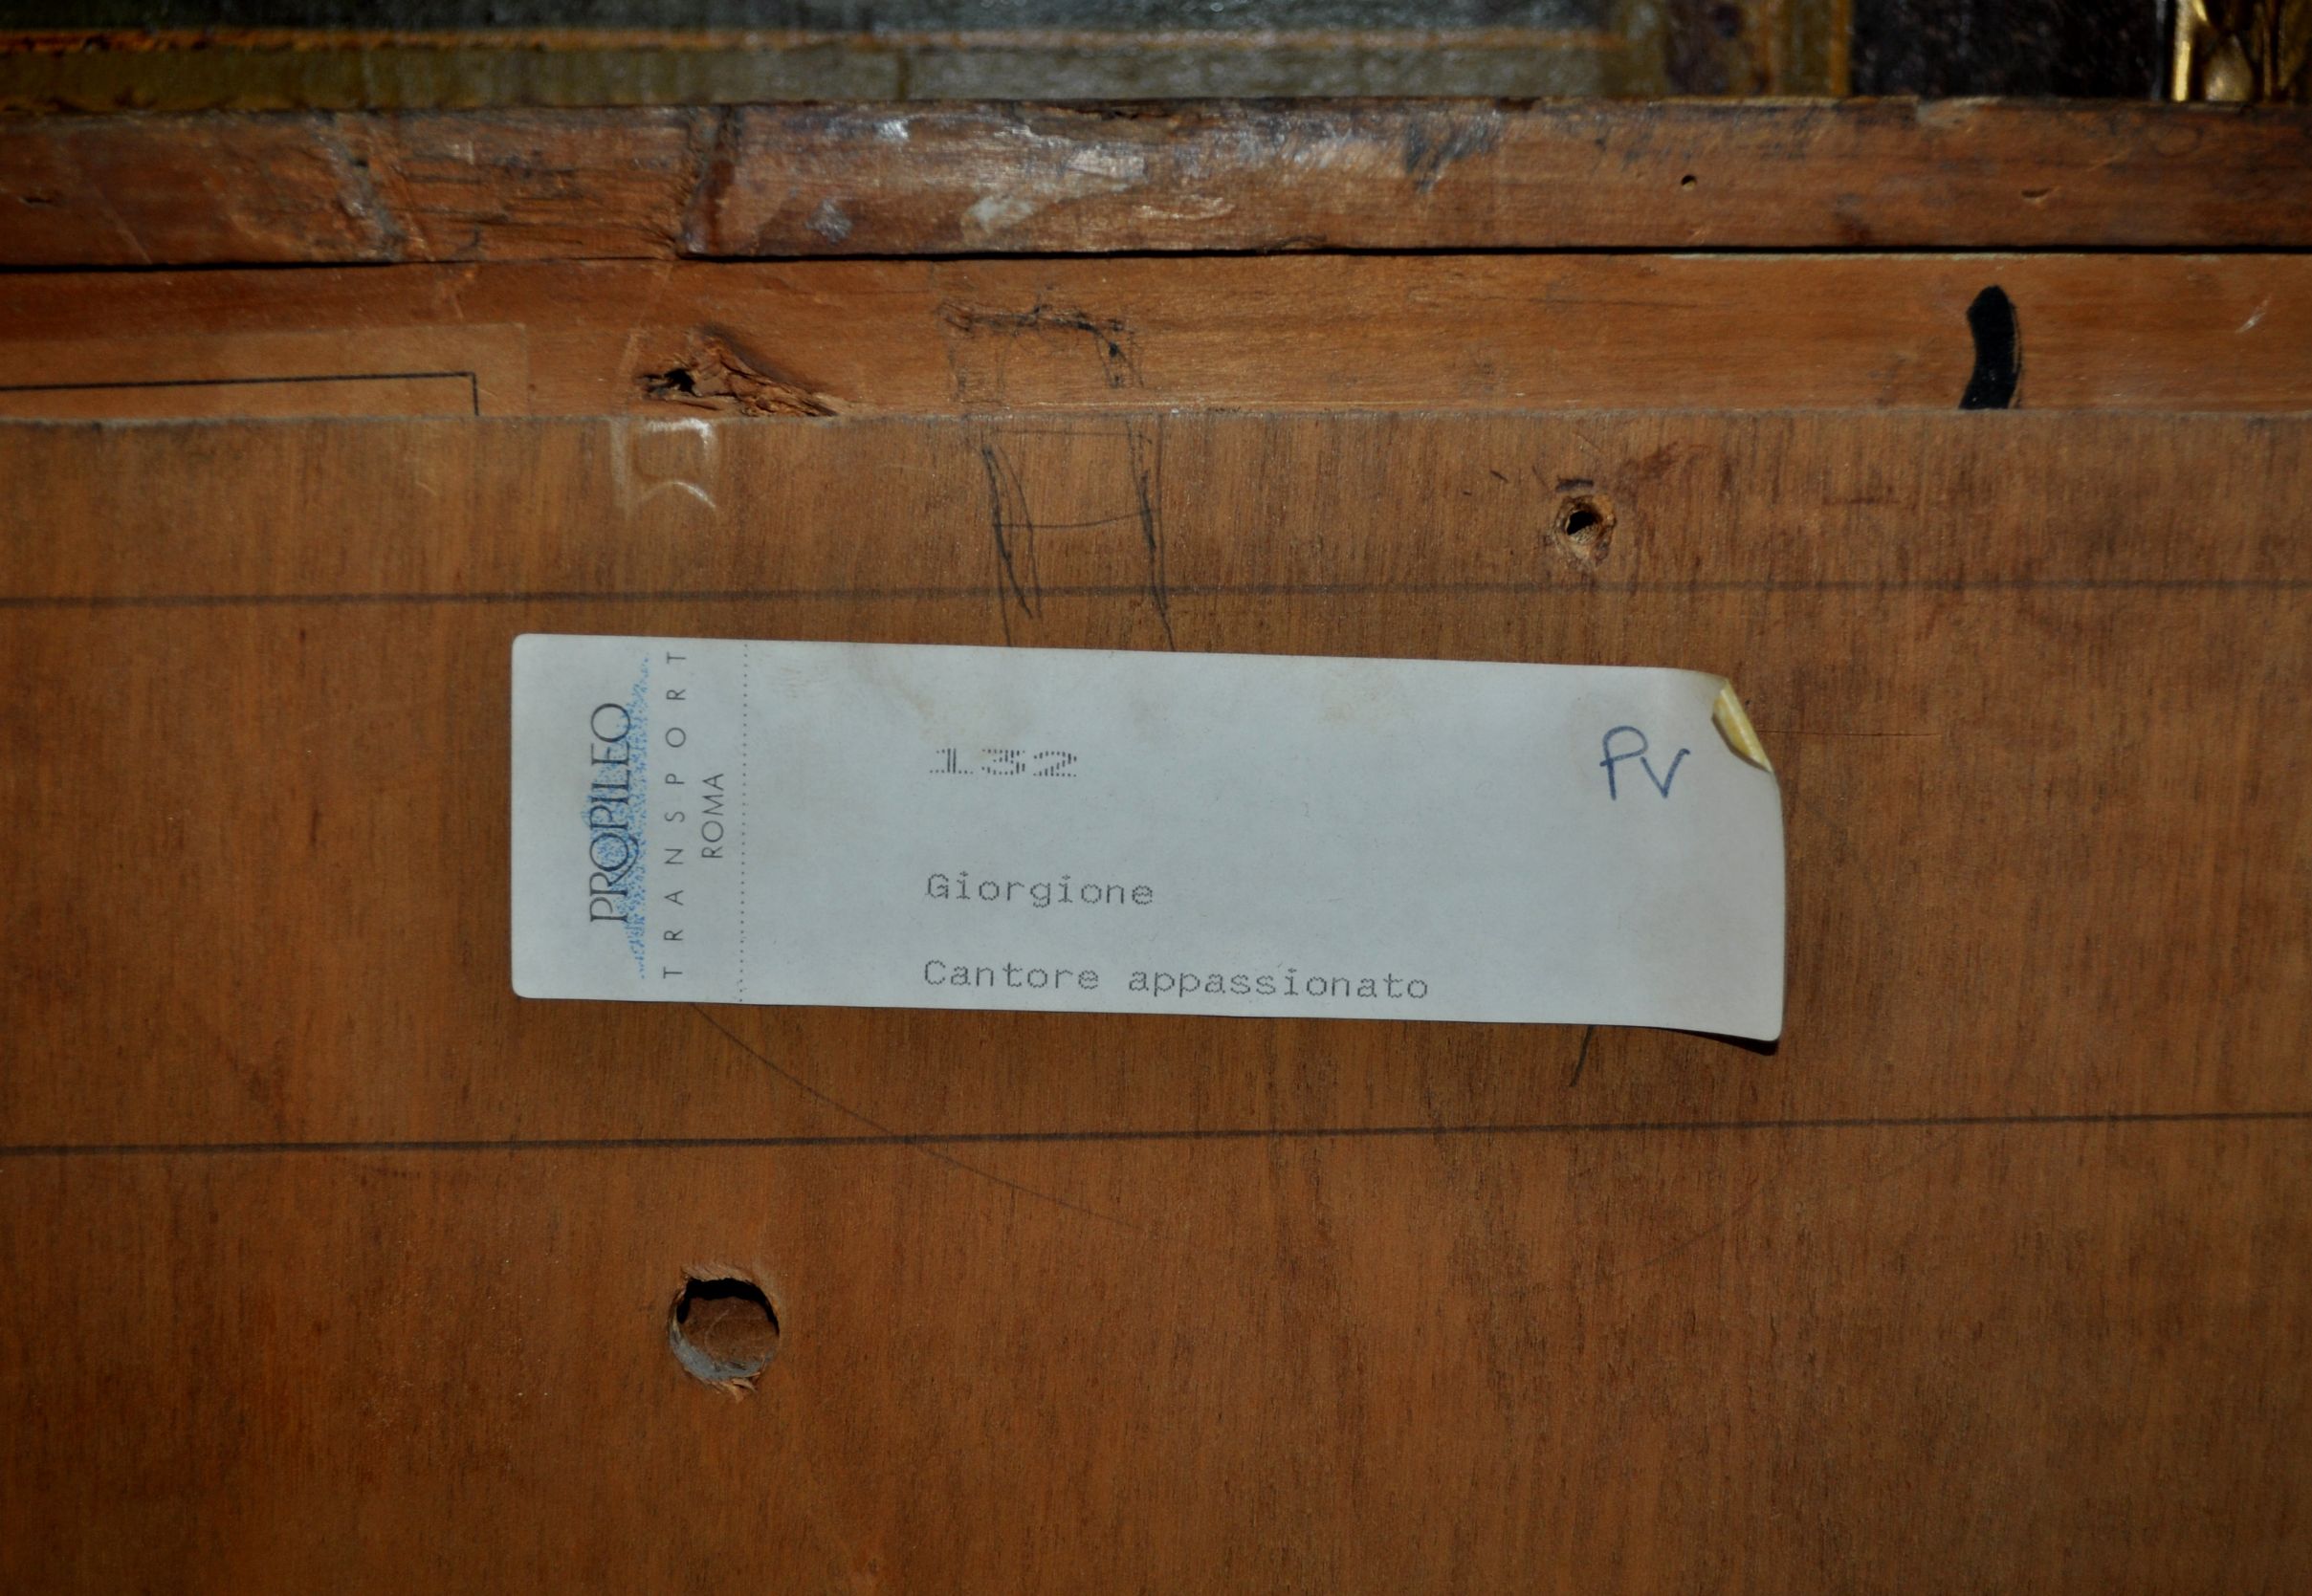 PROPILEO
TRANSPORT
ROMA
132
PV
Giorgione
Cantore appassionato